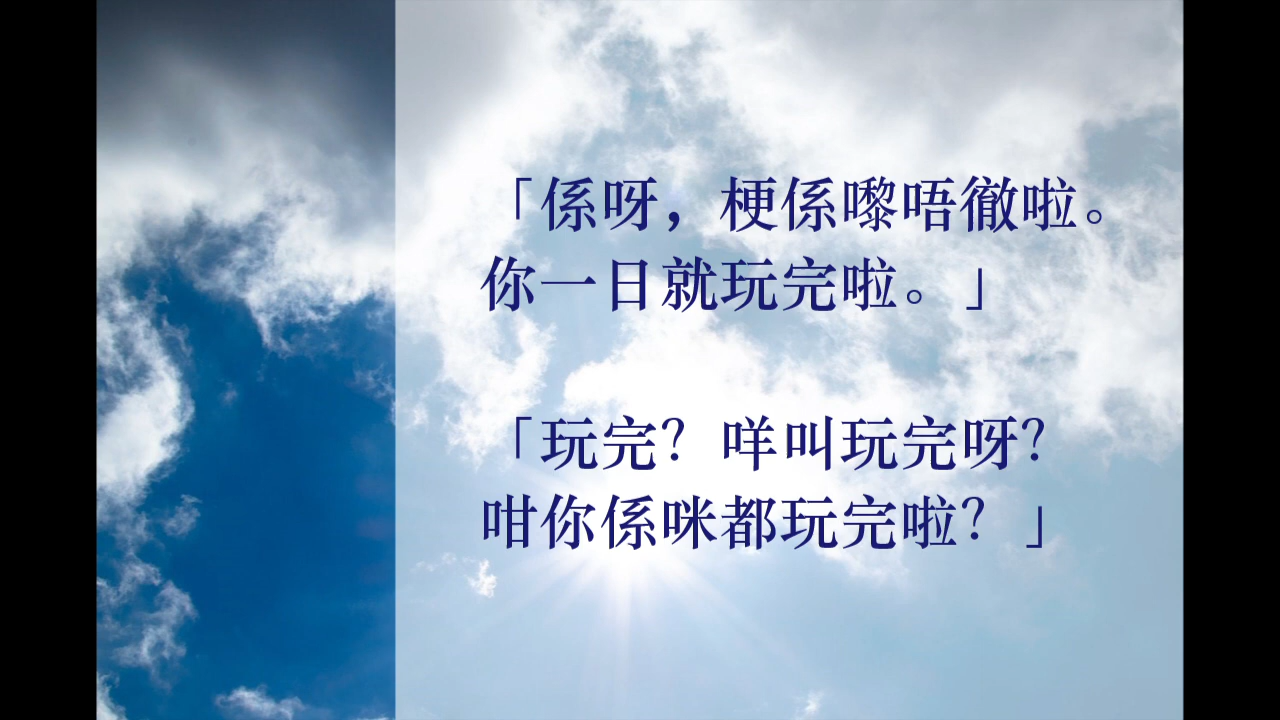 「係呀，梗係嚟唔徹啦。
你一日就玩完啦。」
「玩完？咩叫玩完呀？
咁你係咪都玩完啦？」